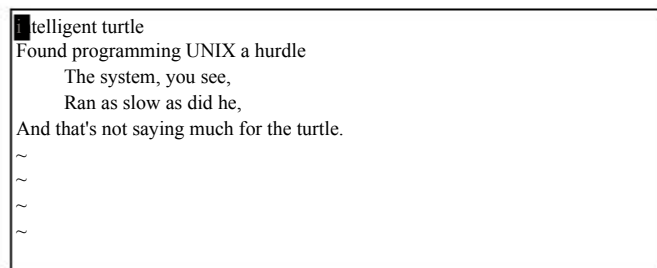 intelligent turtle
Found programming UNIX a hurdle
The system, you see,
Ran as slow as did he,
And that's not saying much for the turtle.
~
~
~
~